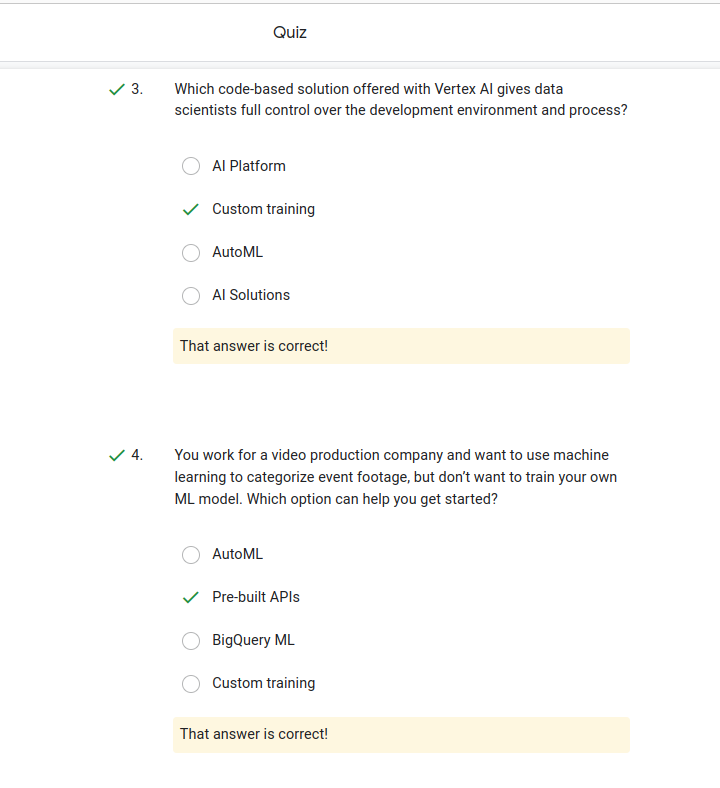 Quiz
3. Which code-based solution offered with Vertex AI gives data
scientists full control over the development environment and process?
AI Platform
Custom training
AutoML
AI Solutions
That answer is correct!
4. You work for a video production company and want to use machine
learning to categorize event footage, but don’t want to train your own
ML model. Which option can help you get started?
AutoML
Pre-built APIs
BigQuery ML
Custom training
That answer is correct!